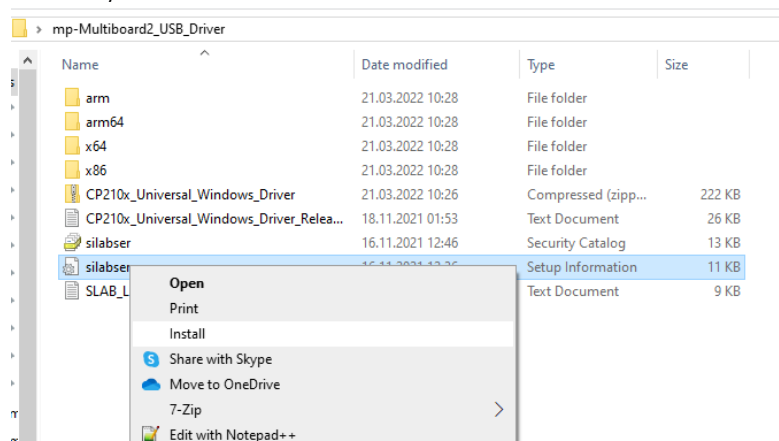 mp-Multiboard2_USB_Driver
Name Date modified Type Size
arm 21.03.2022 10:28 File folder
arm64 21.03.2022 10:28 File folder
x64 21.03.2022 10:28 File folder
x86 21.03.2022 10:28 File folder
CP210x_Universal_Windows_Driver 21.03.2022 10:26 Compressed (zipp... 222 KB
CP210x_Universal_Windows_Driver_Relea... 18.11.2021 01:53 Text Document 26 KB
silabser 16.11.2021 12:46 Security Catalog 13 KB
silabser Setup Information 11 KB
SLAB_L Text Document 9 KB
Open
Print
Install
Share with Skype
Move to OneDrive
7-Zip
Edit with Notepad++